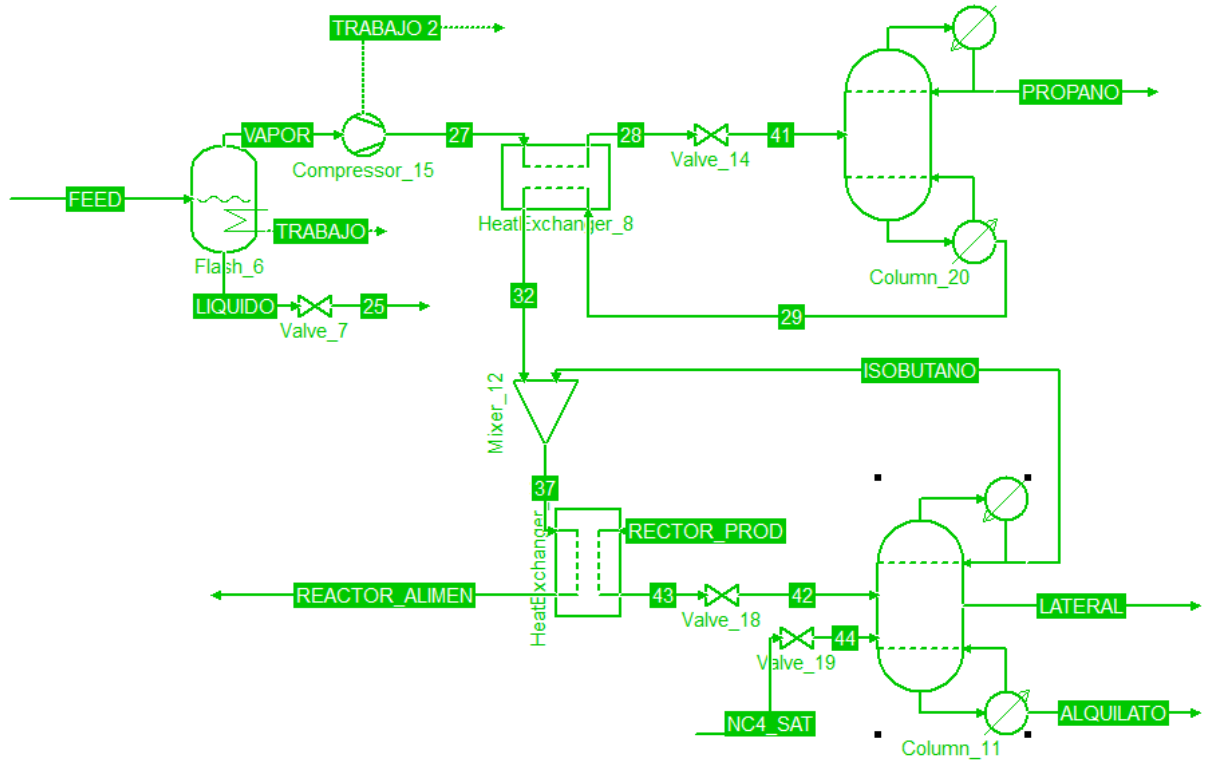 TRABAJO 2
PROPANO
VAPOR
27
28
41
Compressor_15
Valve_14
FEED
TRABAJO
HeatExchanger_8
Flash_6
Column_20
LIQUIDO
25
Valve_7
32
29
ISOBUTANO
Mixer_12
37
HeatExchanger_
RECTOR_PROD
REACTOR_ALIMEN
43
42
Valve_18
LATERAL
44
Valve_19
NC4_SAT
ALQUILATO
Column_11